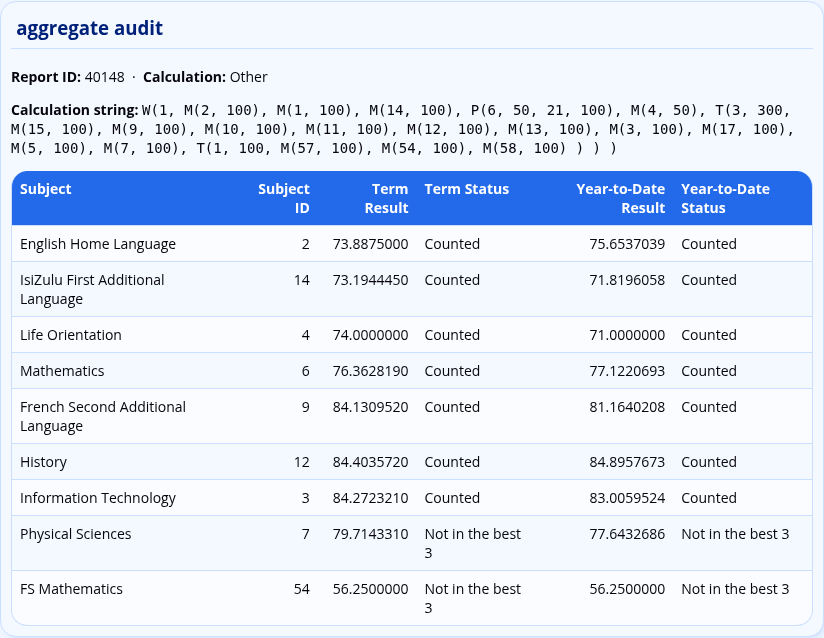 aggregate audit
Report ID: 40148 · Calculation: Other
Calculation string: W(1, M(2, 100), M(1, 100), M(14, 100), P(6, 50, 21, 100), M(4, 50), T(3, 300,
M(15, 100), M(9, 100), M(10, 100), M(11, 100), M(12, 100), M(13, 100), M(3, 100), M(17, 100),
M(5, 100), M(7, 100), T(1, 100, M(57, 100), M(54, 100), M(58, 100) ) ) )
Subject Subject ID Term Result Term Status Year-to-Date Result Year-to-Date Status
English Home Language 2 73.8875000 Counted 75.6537039 Counted
IsiZulu First Additional Language 14 73.1944450 Counted 71.8196058 Counted
Life Orientation 4 74.0000000 Counted 71.0000000 Counted
Mathematics 6 76.3628190 Counted 77.1220693 Counted
French Second Additional Language 9 84.1309520 Counted 81.1640208 Counted
History 12 84.4035720 Counted 84.8957673 Counted
Information Technology 3 84.2723210 Counted 83.0059524 Counted
Physical Sciences 7 79.7143310 Not in the best 3 77.6432686 Not in the best 3
FS Mathematics 54 56.2500000 Not in the best 3 56.2500000 Not in the best 3